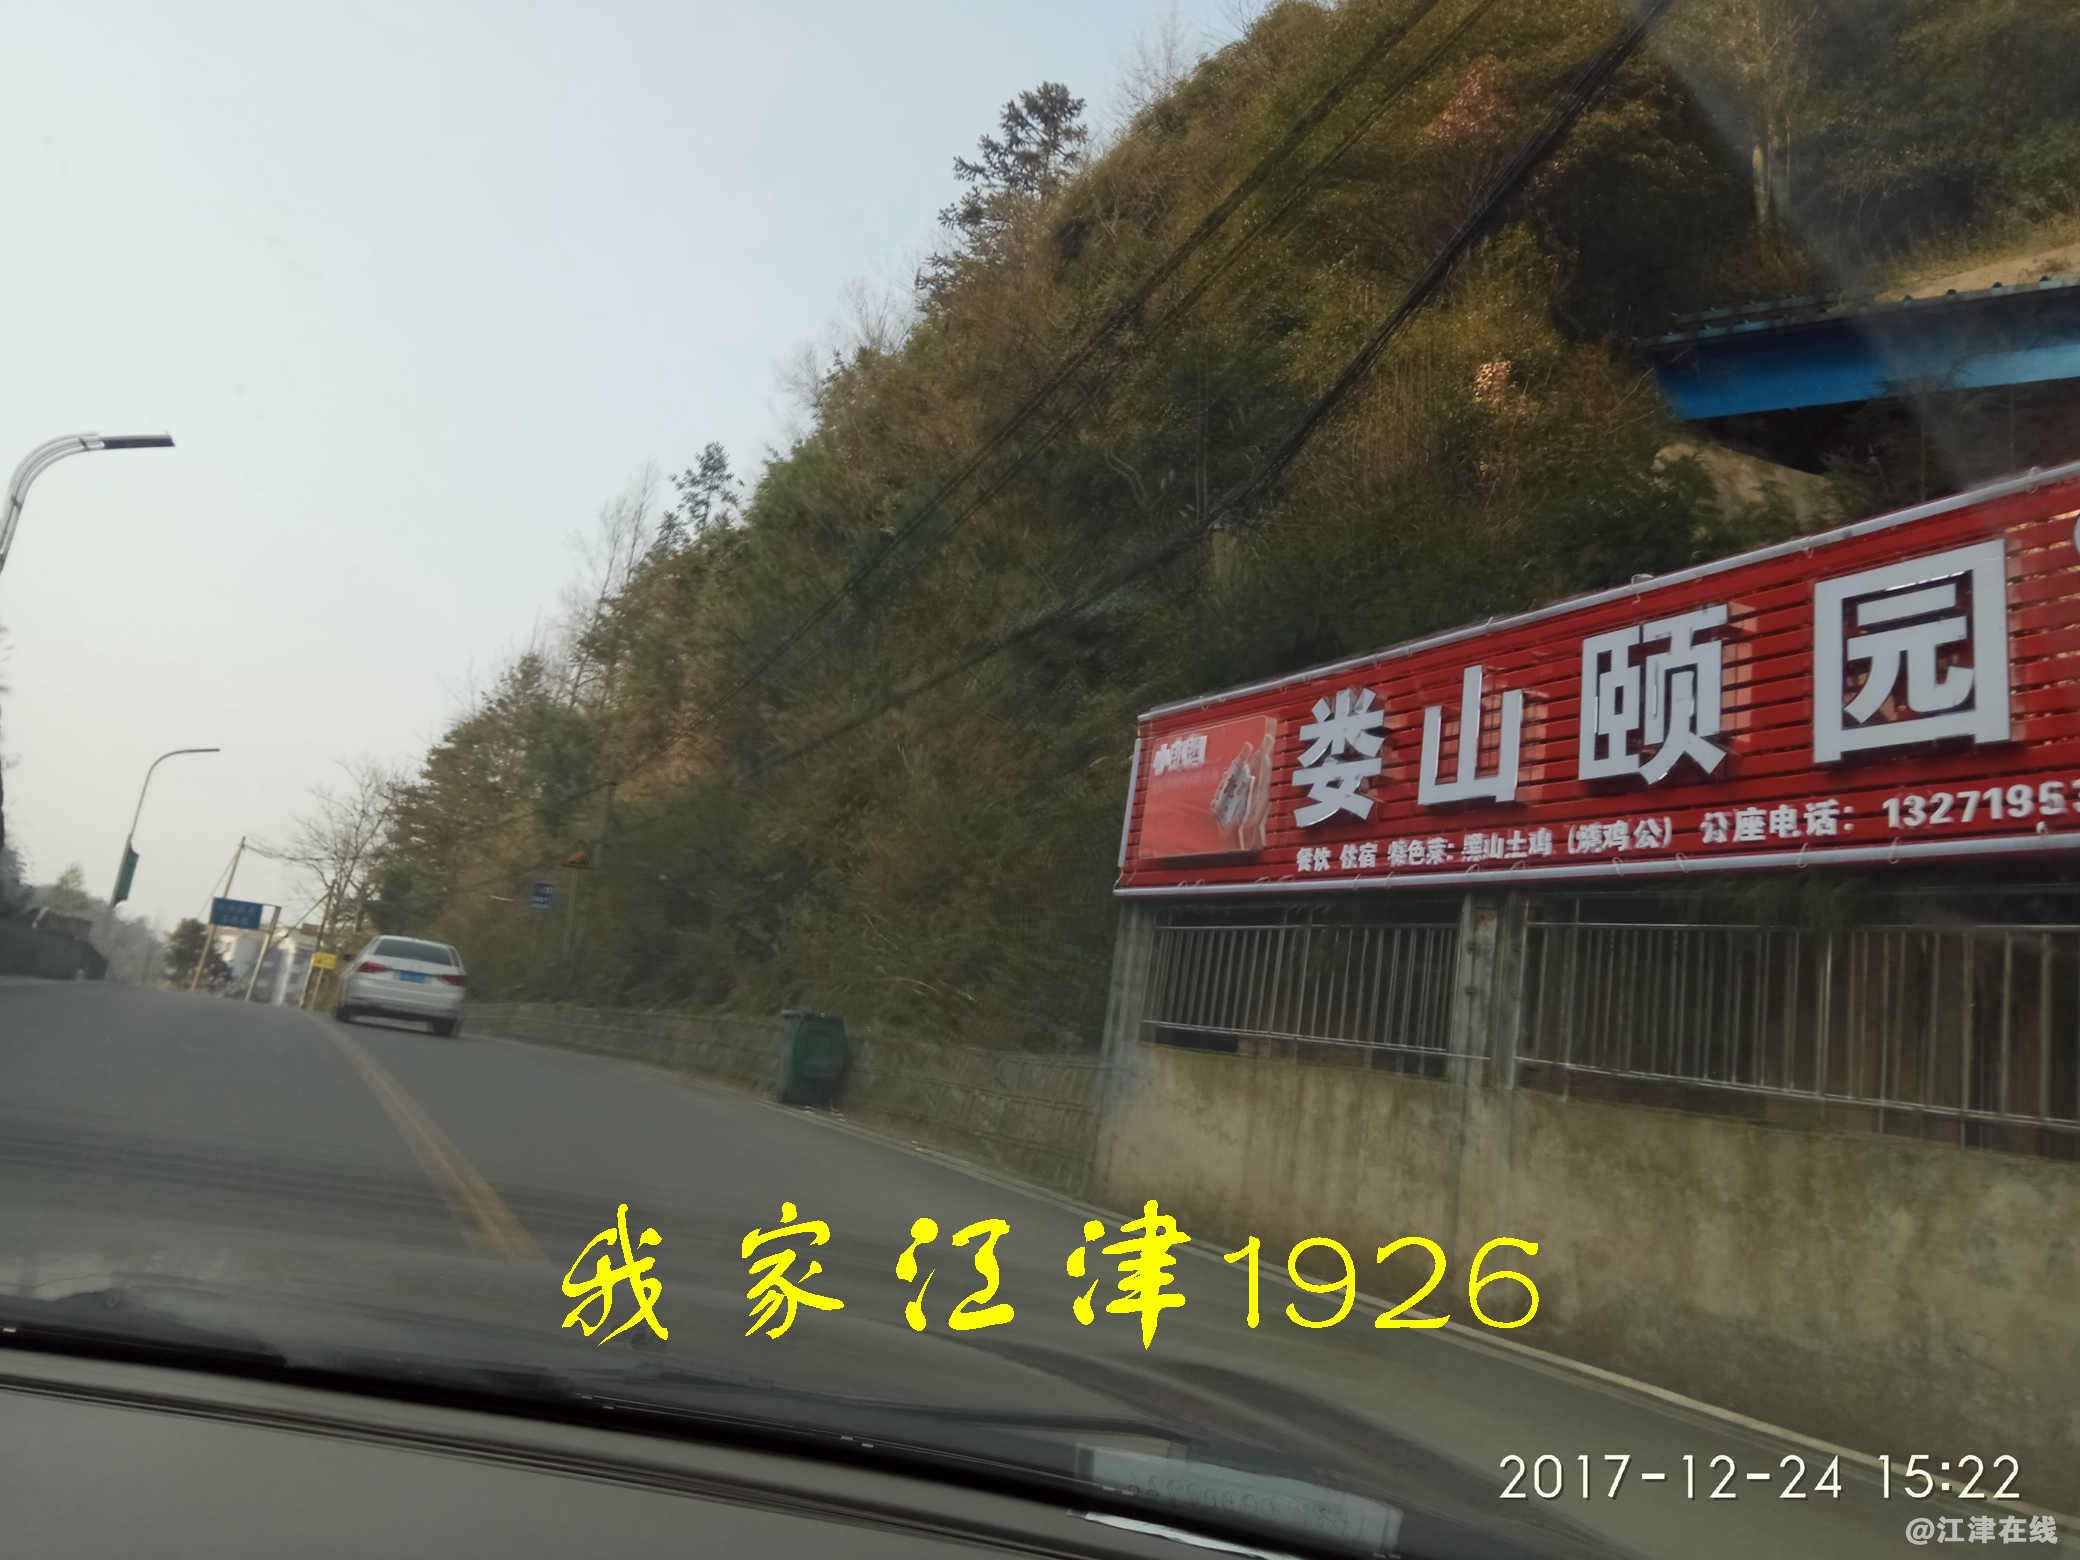 娄山颐园
餐饮 住宿 特色菜: 娄山土鸡 (烧鸡公) 订座电话: 1327195
我家江津1926
2017-12-24 15:22
@江津在线